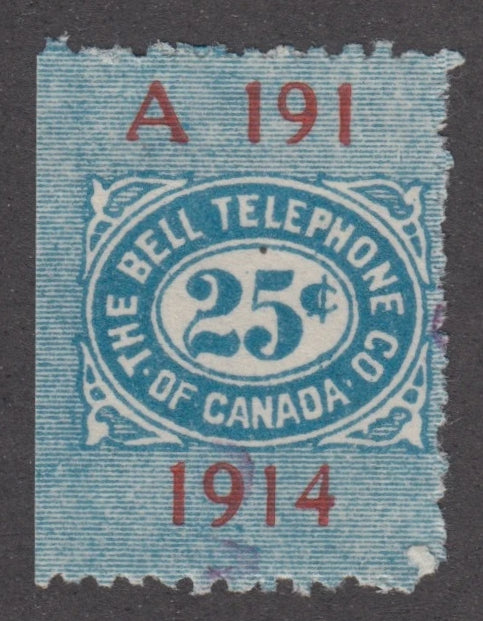 A 191
THE BELL TELEPHONE CO
· OF CANADA ·
25¢
1914